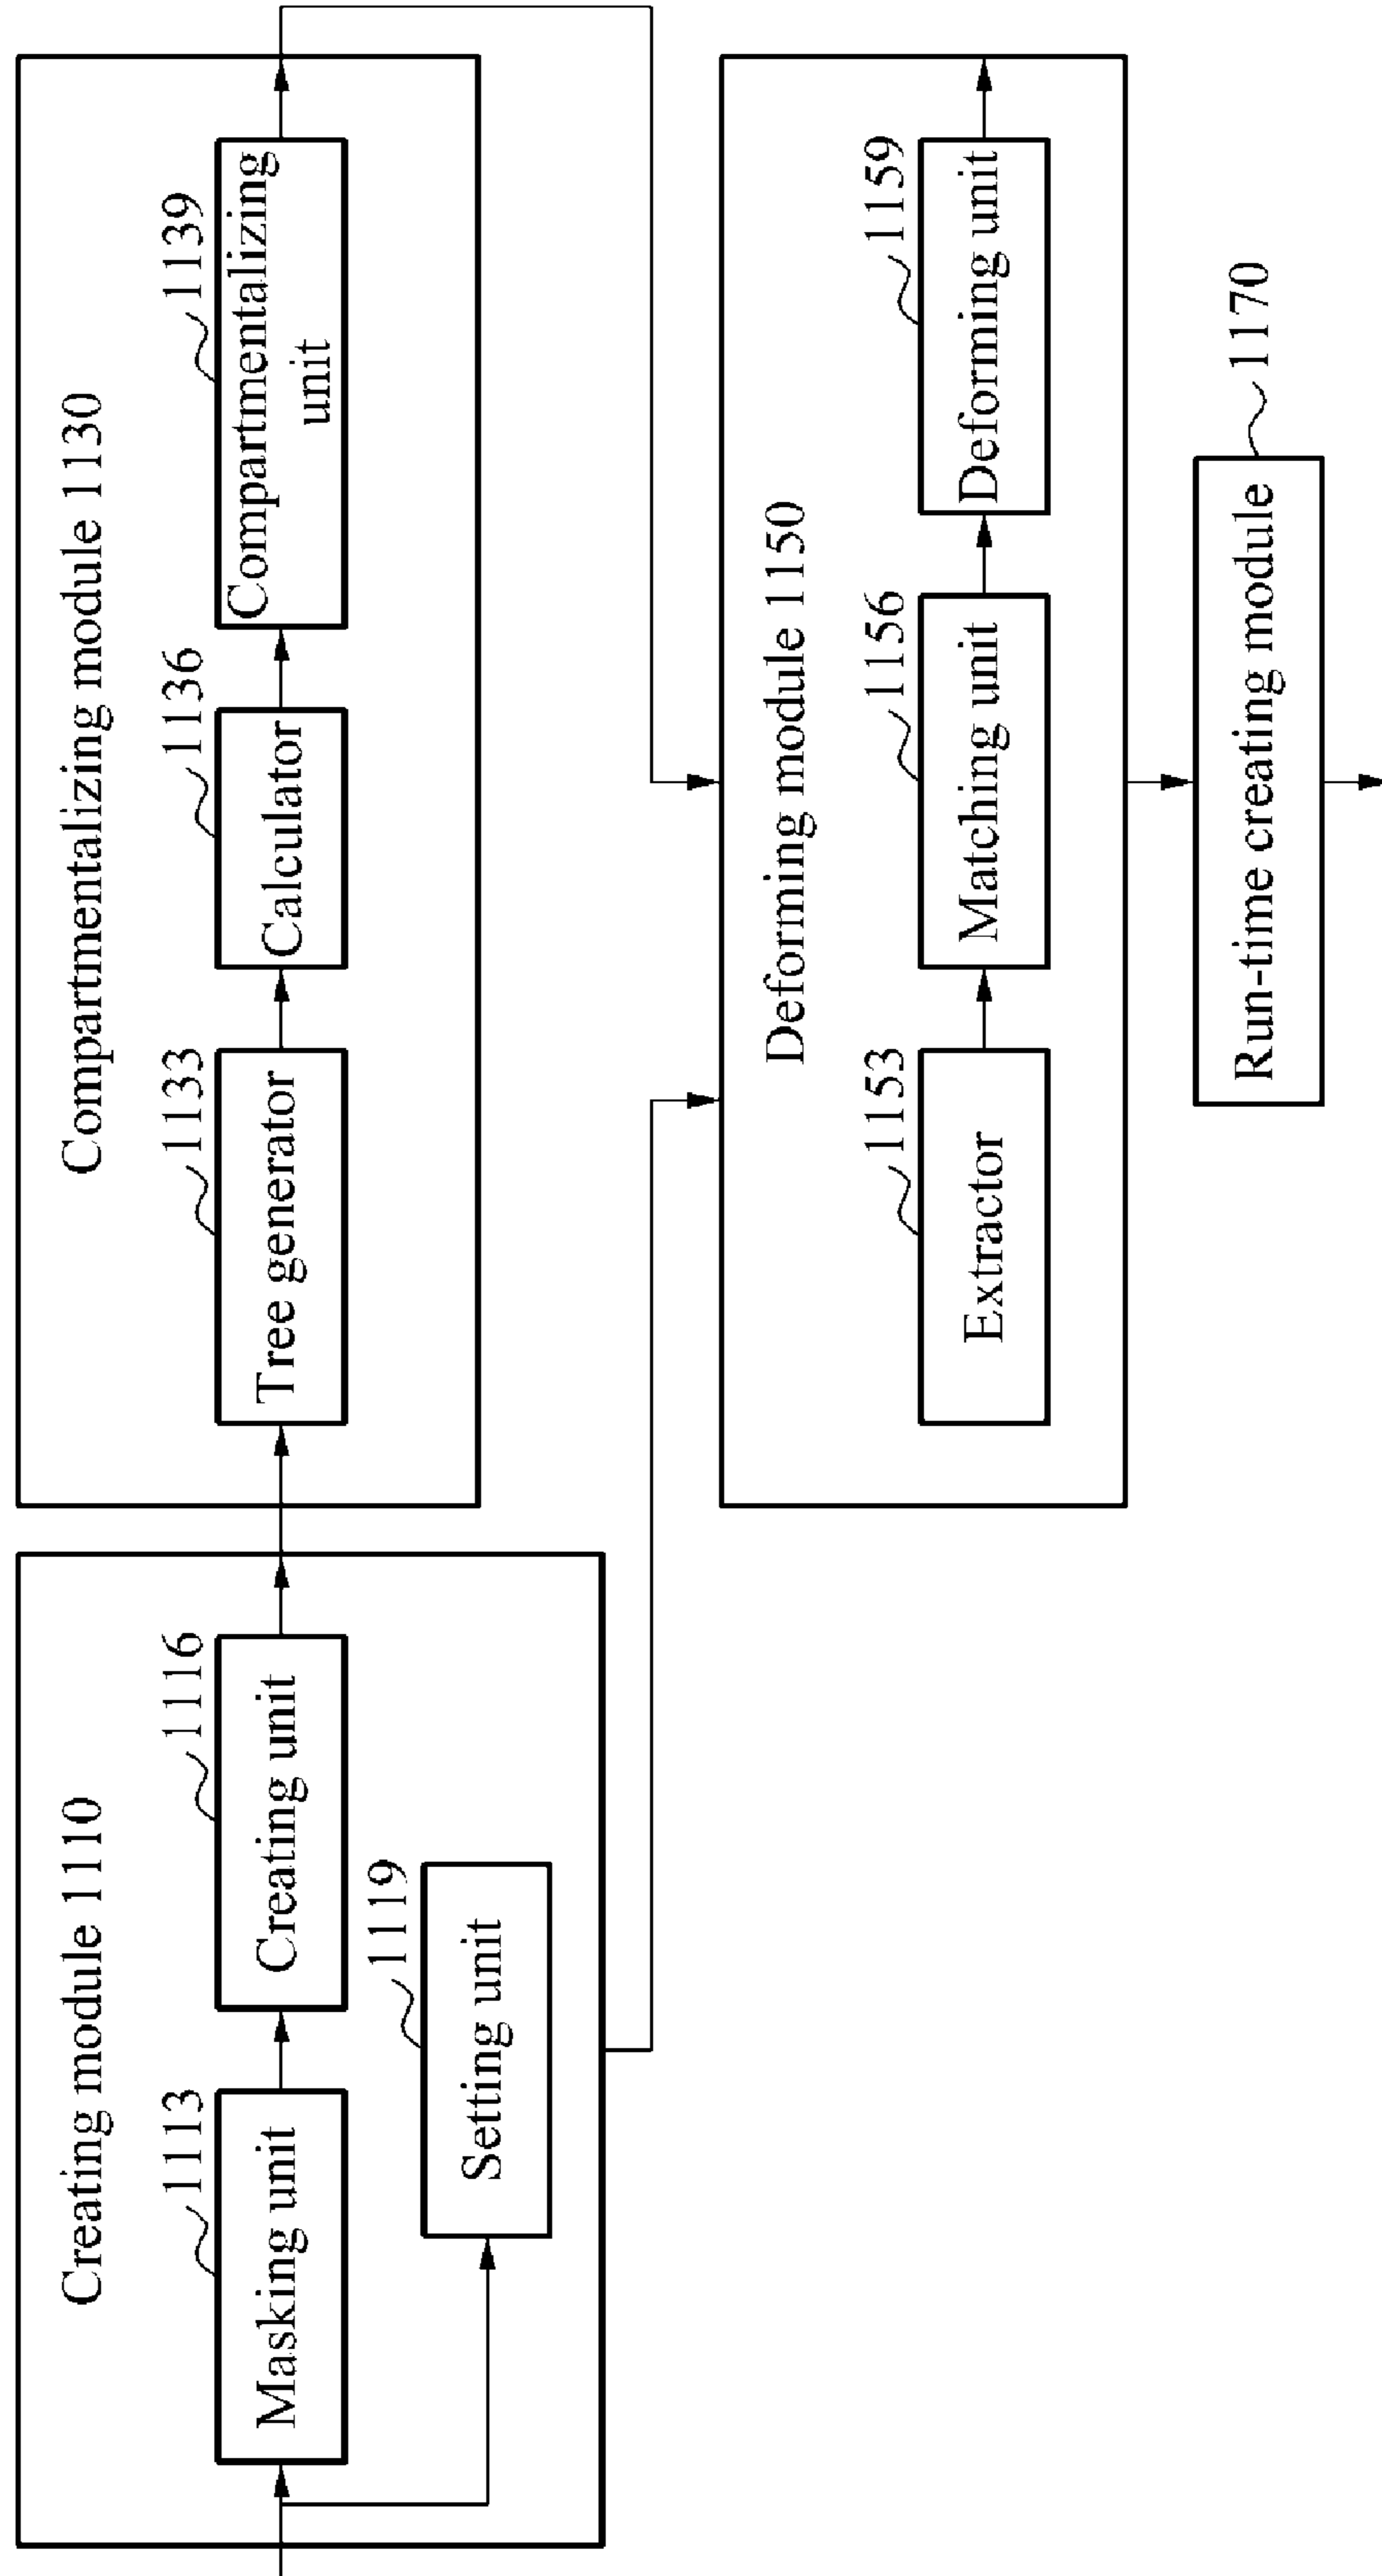 Creating module 1110
1113
Masking unit
1116
Creating unit
1119
Setting unit
Compartmentalizing module 1130
1133
Tree generator
1136
Calculator
1139
Compartmentalizing
unit
Deforming module 1150
1153
Extractor
1156
Matching unit
1159
Deforming unit
Run-time creating module
1170